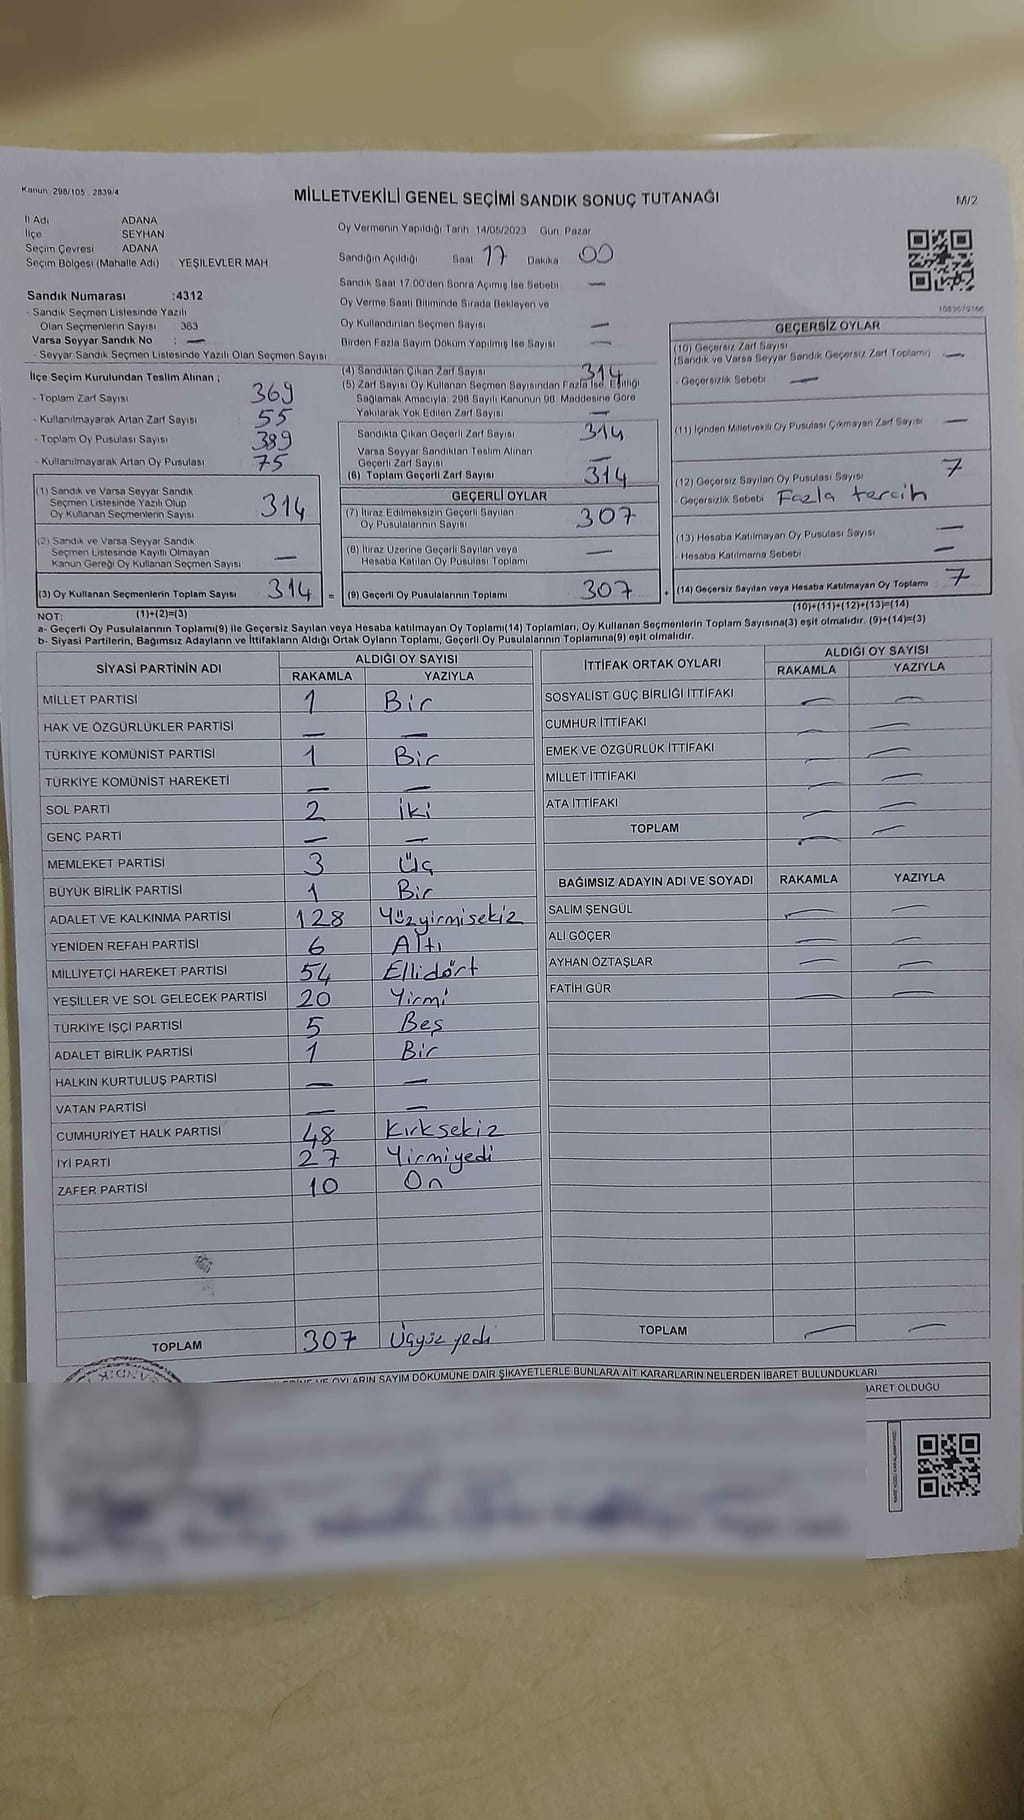 Kanun: 298/105 2839/4
MİLLETVEKİLİ GENEL SEÇİMİ SANDIK SONUÇ TUTANAĞI
M/2
İl Adı ADANA
İlçe SEYHAN
Seçim Çevresi ADANA
Seçim Bölgesi (Mahalle Adı) YEŞİLEVLER MAH
Sandık Numarası :4312
- Sandık Seçmen Listesinde Yazılı
Olan Seçmenlerin Sayısı : 363
Varsa Seyyar Sandık No : —
- Seyyar Sandık Seçmen Listesinde Yazılı Olan Seçmen Sayısı
Oy Vermenin Yapıldığı Tarih 14/05/2023 Gün Pazar
Sandığın Açıldığı Saat 17 Dakika 00
Sandık Saat 17.00'den Sonra Açılmış İse Sebebi —
Oy Verme Saati Bitiminde Sırada Bekleyen ve
Oy Kullandırılan Seçmen Sayısı —
Birden Fazla Sayım Döküm Yapılmış İse Sayısı —
İlçe Seçim Kurulundan Teslim Alınan ;
- Toplam Zarf Sayısı 369
- Kullanılmayarak Artan Zarf Sayısı 55
- Toplam Oy Pusulası Sayısı 389
- Kullanılmayarak Artan Oy Pusulası 75
(1) Sandık ve Varsa Seyyar Sandık
Seçmen Listesinde Yazılı Olup
Oy Kullanan Seçmenlerin Sayısı 314
(2) Sandık ve Varsa Seyyar Sandık
Seçmen Listesinde Kayıtlı Olmayan
Kanun Gereği Oy Kullanan Seçmen Sayısı —
(3) Oy Kullanan Seçmenlerin Toplam Sayısı 314 =
(4) Sandıktan Çıkan Zarf Sayısı 314
(5) Zarf Sayısı Oy Kullanan Seçmen Sayısından Fazla İse, Eşitliği
Sağlamak Amacıyla, 298 Sayılı Kanunun 98. Maddesine Göre
Yakılarak Yok Edilen Zarf Sayısı —
Sandıkta Çıkan Geçerli Zarf Sayısı 314
Varsa Seyyar Sandıktan Teslim Alınan
Geçerli Zarf Sayısı —
(6) Toplam Geçerli Zarf Sayısı 314
GEÇERLİ OYLAR
(7) İtiraz Edilmeksizin Geçerli Sayılan
Oy Pusulalarının Sayısı 307
(8) İtiraz Üzerine Geçerli Sayılan veya
Hesaba Katılan Oy Pusulası Toplamı —
(9) Geçerli Oy Pusulalarının Toplamı 307 +
1063579166
GEÇERSİZ OYLAR
(10) Geçersiz Zarf Sayısı
(Sandık ve Varsa Seyyar Sandık Geçersiz Zarf Toplamı) —
- Geçersizlik Sebebi —
(11) İçinden Milletvekili Oy Pusulası Çıkmayan Zarf Sayısı —
(12) Geçersiz Sayılan Oy Pusulası Sayısı 7
- Geçersizlik Sebebi Fazla tercih
(13) Hesaba Katılmayan Oy Pusulası Sayısı —
- Hesaba Katılmama Sebebi —
(14) Geçersiz Sayılan veya Hesaba Katılmayan Oy Toplamı 7
NOT: (1)+(2)=(3) (10)+(11)+(12)+(13)=(14)
a- Geçerli Oy Pusulalarının Toplamı(9) ile Geçersiz Sayılan veya Hesaba katılmayan Oy Toplamı(14) Toplamları, Oy Kullanan Seçmenlerin Toplam Sayısına(3) eşit olmalıdır. (9)+(14)=(3)
b- Siyasi Partilerin, Bağımsız Adayların ve İttifakların Aldığı Ortak Oyların Toplamı, Geçerli Oy Pusulalarının Toplamına(9) eşit olmalıdır.
SİYASİ PARTİNİN ADI ALDIĞI OY SAYISI
RAKAMLA YAZIYLA
MİLLET PARTİSİ 1 Bir
HAK VE ÖZGÜRLÜKLER PARTİSİ — —
TÜRKİYE KOMÜNİST PARTİSİ 1 Bir
TÜRKİYE KOMÜNİST HAREKETİ — —
SOL PARTİ 2 İki
GENÇ PARTİ — —
MEMLEKET PARTİSİ 3 Üç
BÜYÜK BİRLİK PARTİSİ 1 Bir
ADALET VE KALKINMA PARTİSİ 128 Yüzyirmisekiz
YENİDEN REFAH PARTİSİ 6 Altı
MİLLİYETÇİ HAREKET PARTİSİ 54 Ellidört
YEŞİLLER VE SOL GELECEK PARTİSİ 20 Yirmi
TÜRKİYE İŞÇİ PARTİSİ 5 Beş
ADALET BİRLİK PARTİSİ 1 Bir
HALKIN KURTULUŞ PARTİSİ — —
VATAN PARTİSİ — —
CUMHURİYET HALK PARTİSİ 48 Kırksekiz
İYİ PARTİ 27 Yirmiyedi
ZAFER PARTİSİ 10 On
TOPLAM 307 Üçyüz yedi
İTTİFAK ORTAK OYLARI ALDIĞI OY SAYISI
RAKAMLA YAZIYLA
SOSYALİST GÜÇ BİRLİĞİ İTTİFAKI — —
CUMHUR İTTİFAKI — —
EMEK VE ÖZGÜRLÜK İTTİFAKI — —
MİLLET İTTİFAKI — —
ATA İTTİFAKI — —
TOPLAM — —
BAĞIMSIZ ADAYIN ADI VE SOYADI RAKAMLA YAZIYLA
SALİM ŞENGÜL — —
ALİ GÖÇER — —
AYHAN ÖZTAŞLAR — —
FATİH GÜR — —
TOPLAM — —
VE OYLARIN SAYIM DÖKÜMÜNE DAİR ŞİKAYETLERLE BUNLARA AİT KARARLARIN NELERDEN İBARET BULUNDUKLARI
OLDUĞU